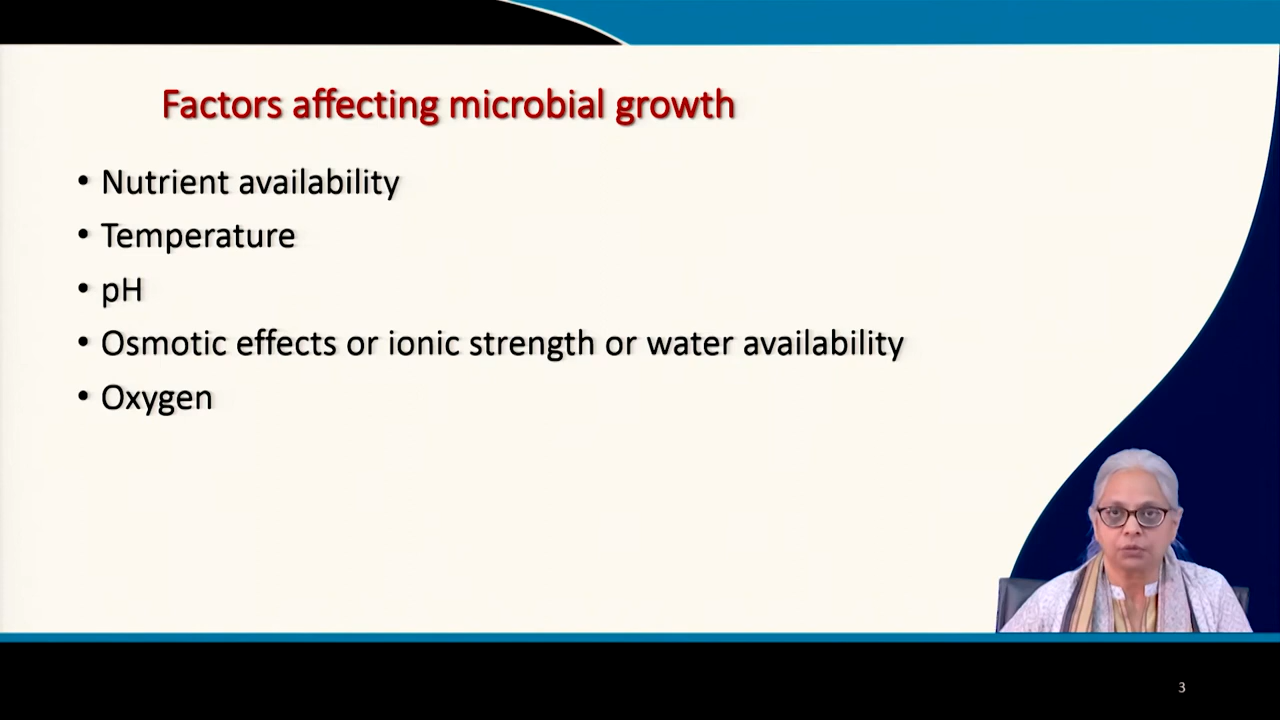 Factors affecting microbial growth
• Nutrient availability
• Temperature
• pH
• Osmotic effects or ionic strength or water availability
• Oxygen
3